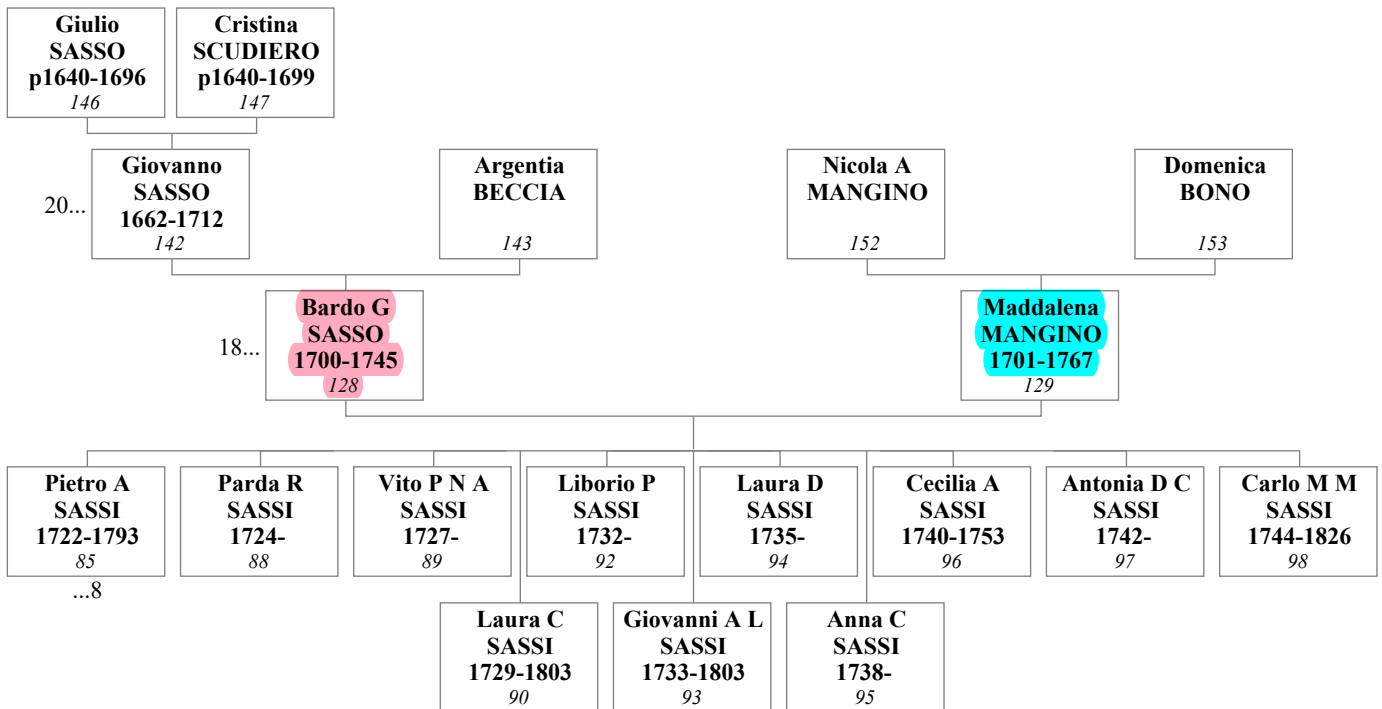 Giulio
SASSO
p1640-1696
146
Cristina
SCUDIERO
p1640-1699
147
20...
Giovanno
SASSO
1662-1712
142
Argentia
BECCIA
143
Nicola A
MANGINO
152
Domenica
BONO
153
18...
Bardo G
SASSO
1700-1745
128
Maddalena
MANGINO
1701-1767
129
Pietro A
SASSI
1722-1793
85
...8
Parda R
SASSI
1724-
88
Vito P N A
SASSI
1727-
89
Liborio P
SASSI
1732-
92
Laura D
SASSI
1735-
94
Cecilia A
SASSI
1740-1753
96
Antonia D C
SASSI
1742-
97
Carlo M M
SASSI
1744-1826
98
Laura C
SASSI
1729-1803
90
Giovanni A L
SASSI
1733-1803
93
Anna C
SASSI
1738-
95